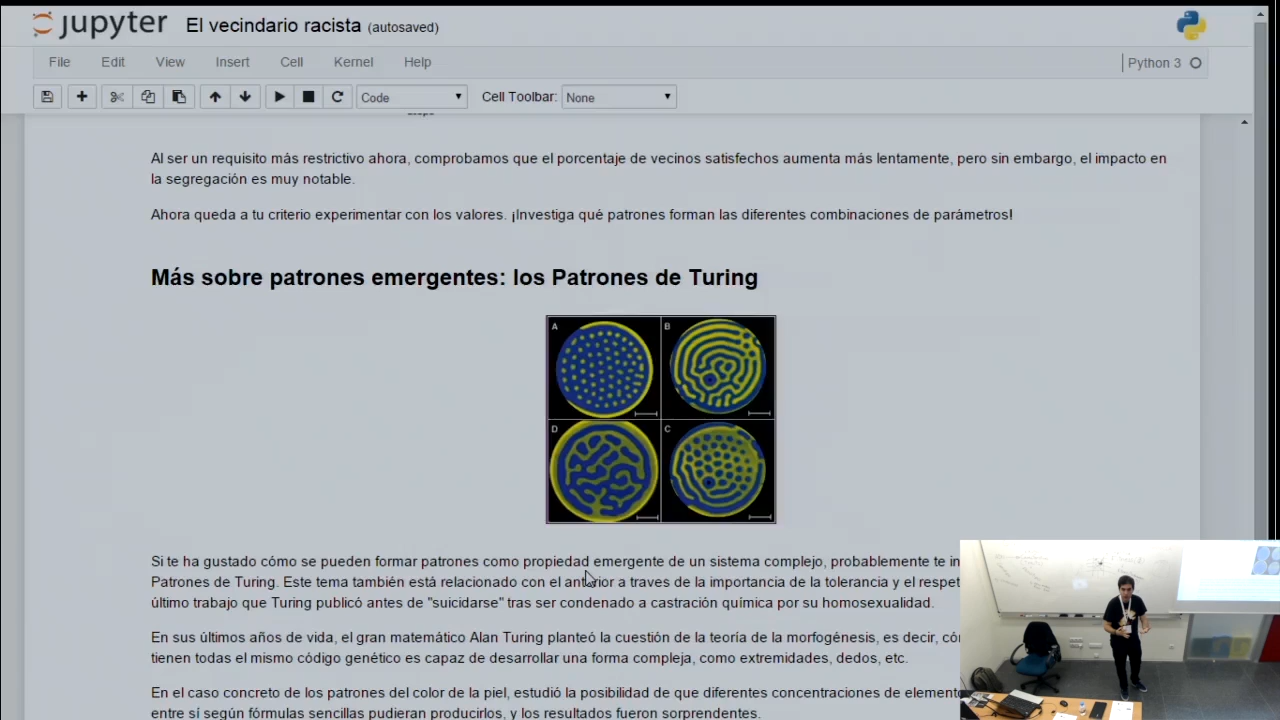 jupyter El vecindario racista (autosaved)
File Edit View Insert Cell Kernel Help Python 3
Code Cell Toolbar: None
Al ser un requisito más restrictivo ahora, comprobamos que el porcentaje de vecinos satisfechos aumenta más lentamente, pero sin embargo, el impacto en
la segregación es muy notable.
Ahora queda a tu criterio experimentar con los valores. ¡Investiga qué patrones forman las diferentes combinaciones de parámetros!
Más sobre patrones emergentes: los Patrones de Turing
A B
D C
Si te ha gustado cómo se pueden formar patrones como propiedad emergente de un sistema complejo, probablemente te
Patrones de Turing. Este tema también está relacionado con el anterior a traves de la importancia de la tolerancia y el
último trabajo que Turing publicó antes de "suicidarse" tras ser condenado a castración química por su homosexualidad.
En sus últimos años de vida, el gran matemático Alan Turing planteó la cuestión de la teoría de la morfogénesis, es decir,
tienen todas el mismo código genético es capaz de desarrollar una forma compleja, como extremidades, dedos, etc.
En el caso concreto de los patrones del color de la piel, estudió la posibilidad de que diferentes concentraciones de
entre sí según fórmulas sencillas pudieran producirlos, y los resultados fueron sorprendentes.